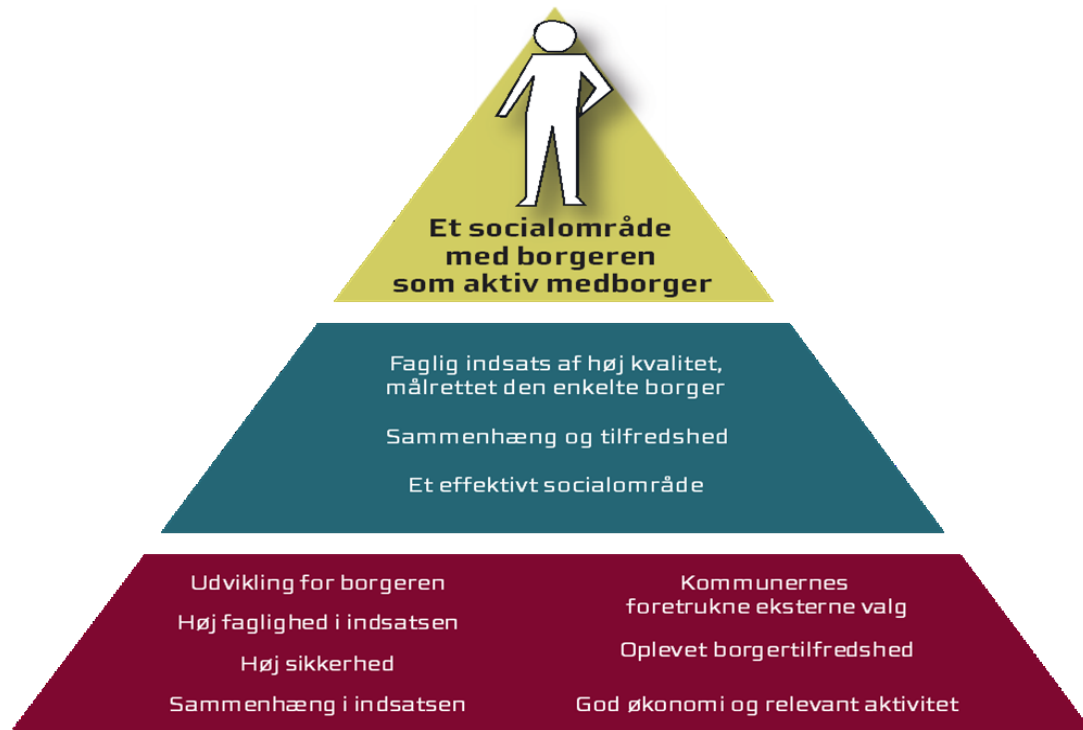 Et socialområde
med borgeren
som aktiv medborger
Faglig indsats af høj kvalitet,
målrettet den enkelte borger
Sammenhæng og tilfredshed
Et effektivt socialområde
Udvikling for borgeren
Høj faglighed i indsatsen
Høj sikkerhed
Sammenhæng i indsatsen
Kommunernes
foretrukne eksterne valg
Oplevet borgertilfredshed
God økonomi og relevant aktivitet